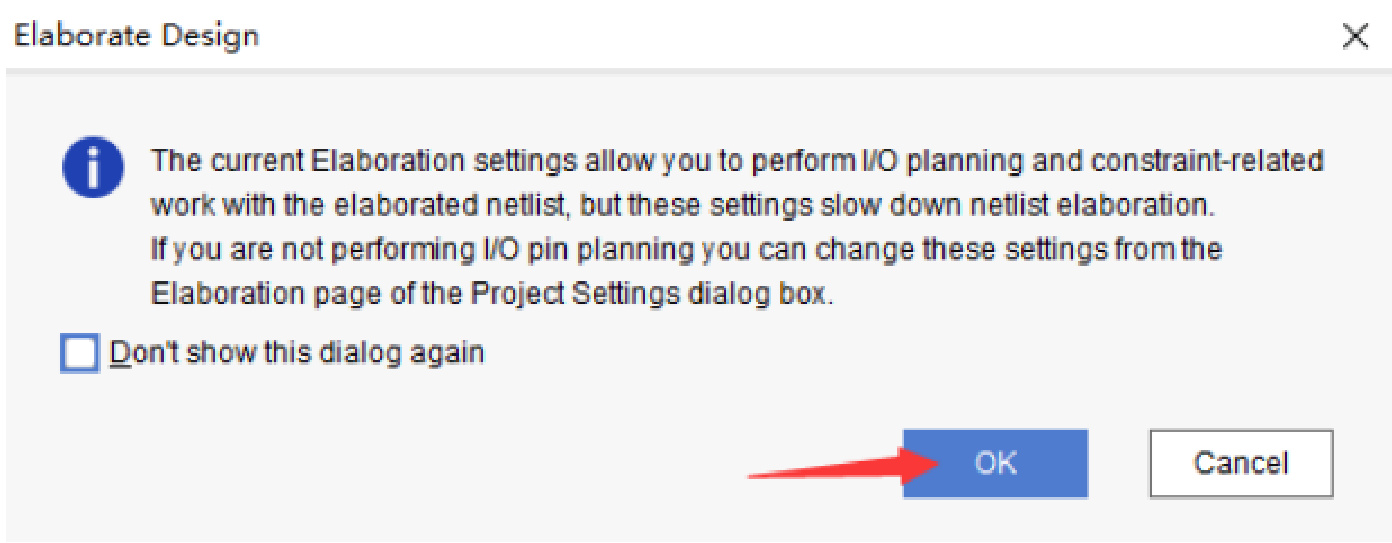 Elaborate Design
The current Elaboration settings allow you to perform I/O planning and constraint-related
work with the elaborated netlist, but these settings slow down netlist elaboration.
If you are not performing I/O pin planning you can change these settings from the
Elaboration page of the Project Settings dialog box.
Don't show this dialog again
OK
Cancel